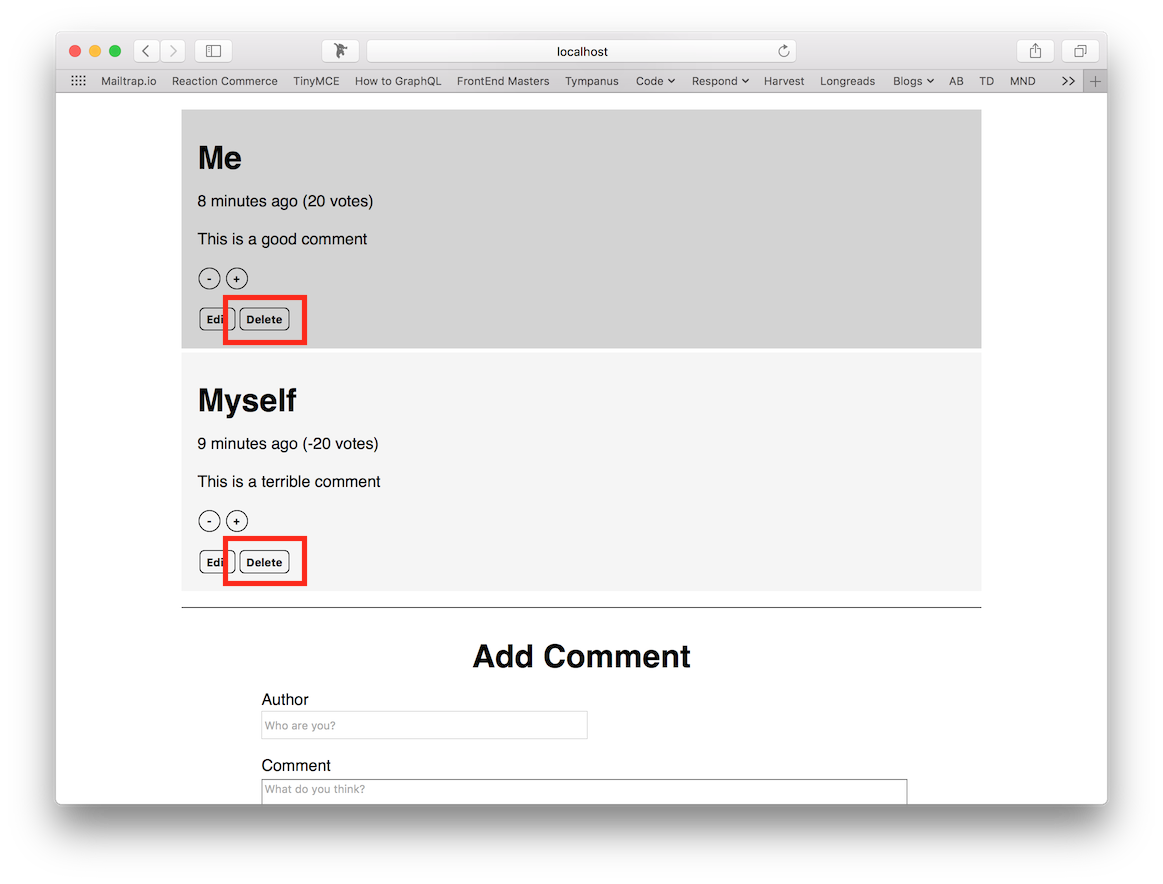 localhost
Mailtrap.io Reaction Commerce TinyMCE How to GraphQL FrontEnd Masters Tympanus Code Respond Harvest Longreads Blogs AB TD MND >> +
Me
8 minutes ago (20 votes)
This is a good comment
- +
Edi Delete
Myself
9 minutes ago (-20 votes)
This is a terrible comment
- +
Edi Delete
Add Comment
Author
Who are you?
Comment
What do you think?